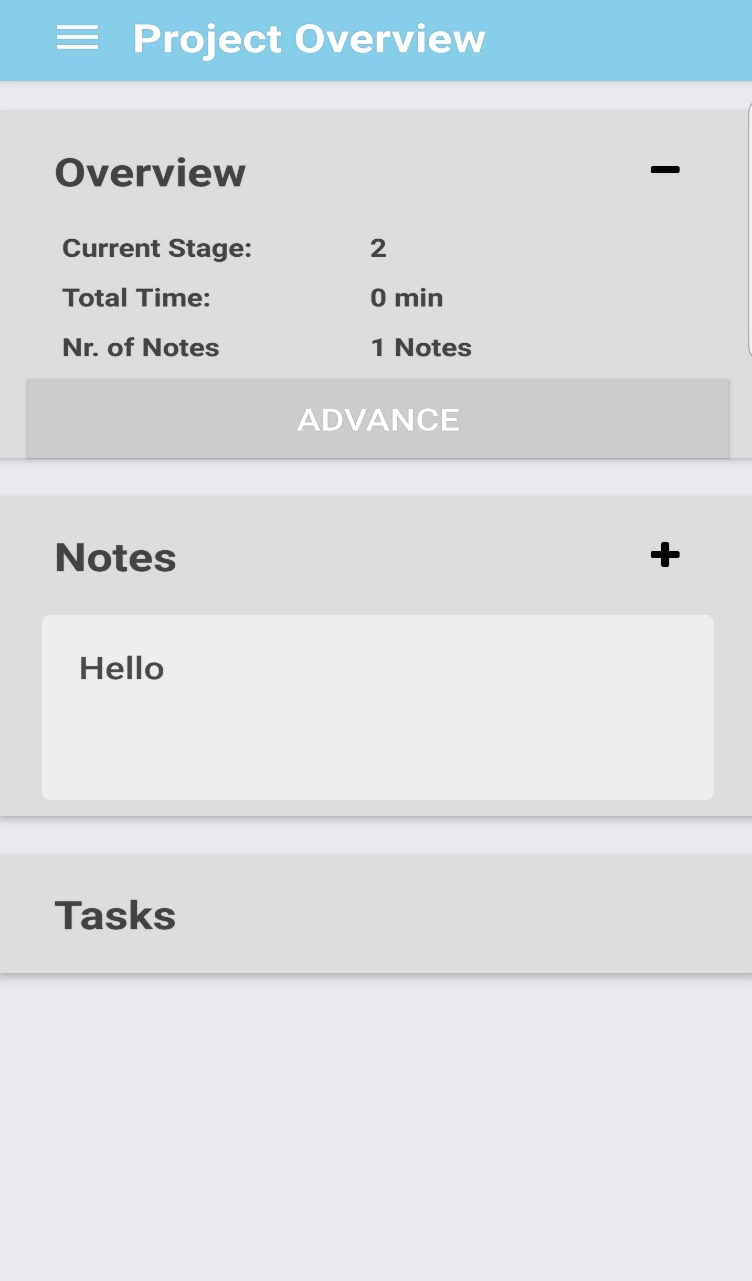 Project Overview
Overview
Current Stage: 2
Total Time: 0 min
Nr. of Notes 1 Notes
ADVANCE
Notes
Hello
Tasks